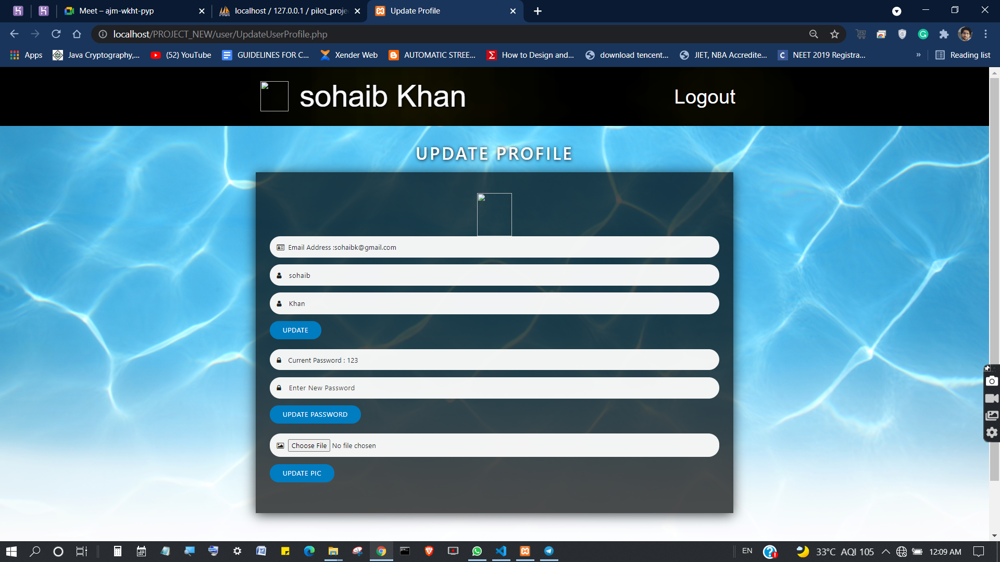 Meet – ajm-wkht-pyp
localhost / 127.0.0.1 / pilot_proje
Update Profile
localhost/PROJECT_NEW/user/UpdateUserProfile.php
Apps
Java Cryptography,...
(52) YouTube
GUIDELINES FOR C...
Xender Web
AUTOMATIC STREE...
How to Design and...
download tencent...
JIET, NBA Accredite...
NEET 2019 Registra...
»
Reading list
sohaib Khan
Logout
UPDATE PROFILE
Email Address :sohaibk@gmail.com
sohaib
Khan
UPDATE
Current Password : 123
Enter New Password
UPDATE PASSWORD
Choose File No file chosen
UPDATE PIC
EN
33°C AQI 105
12:09 AM